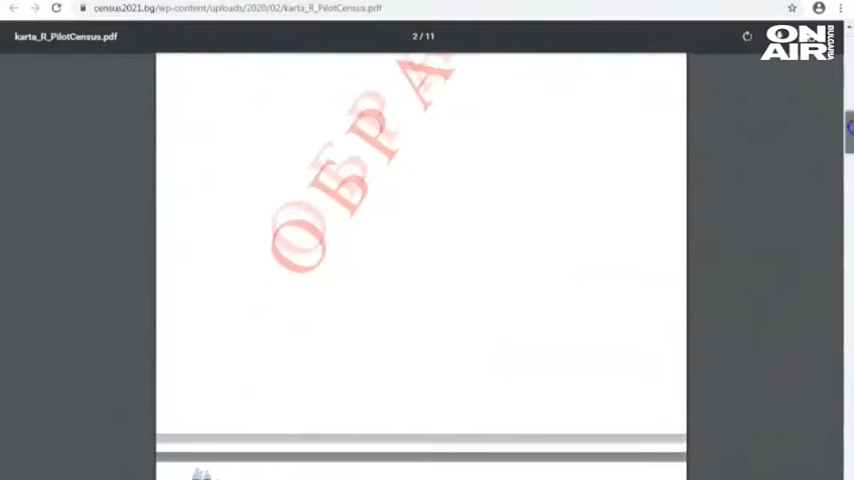 census2021.bg/wp-content/uploads/2020/02/karta_R_PilotCensus.pdf
karta_R_PilotCensus.pdf
2 / 11
ON
AIR
BULGARIA
ОБРА